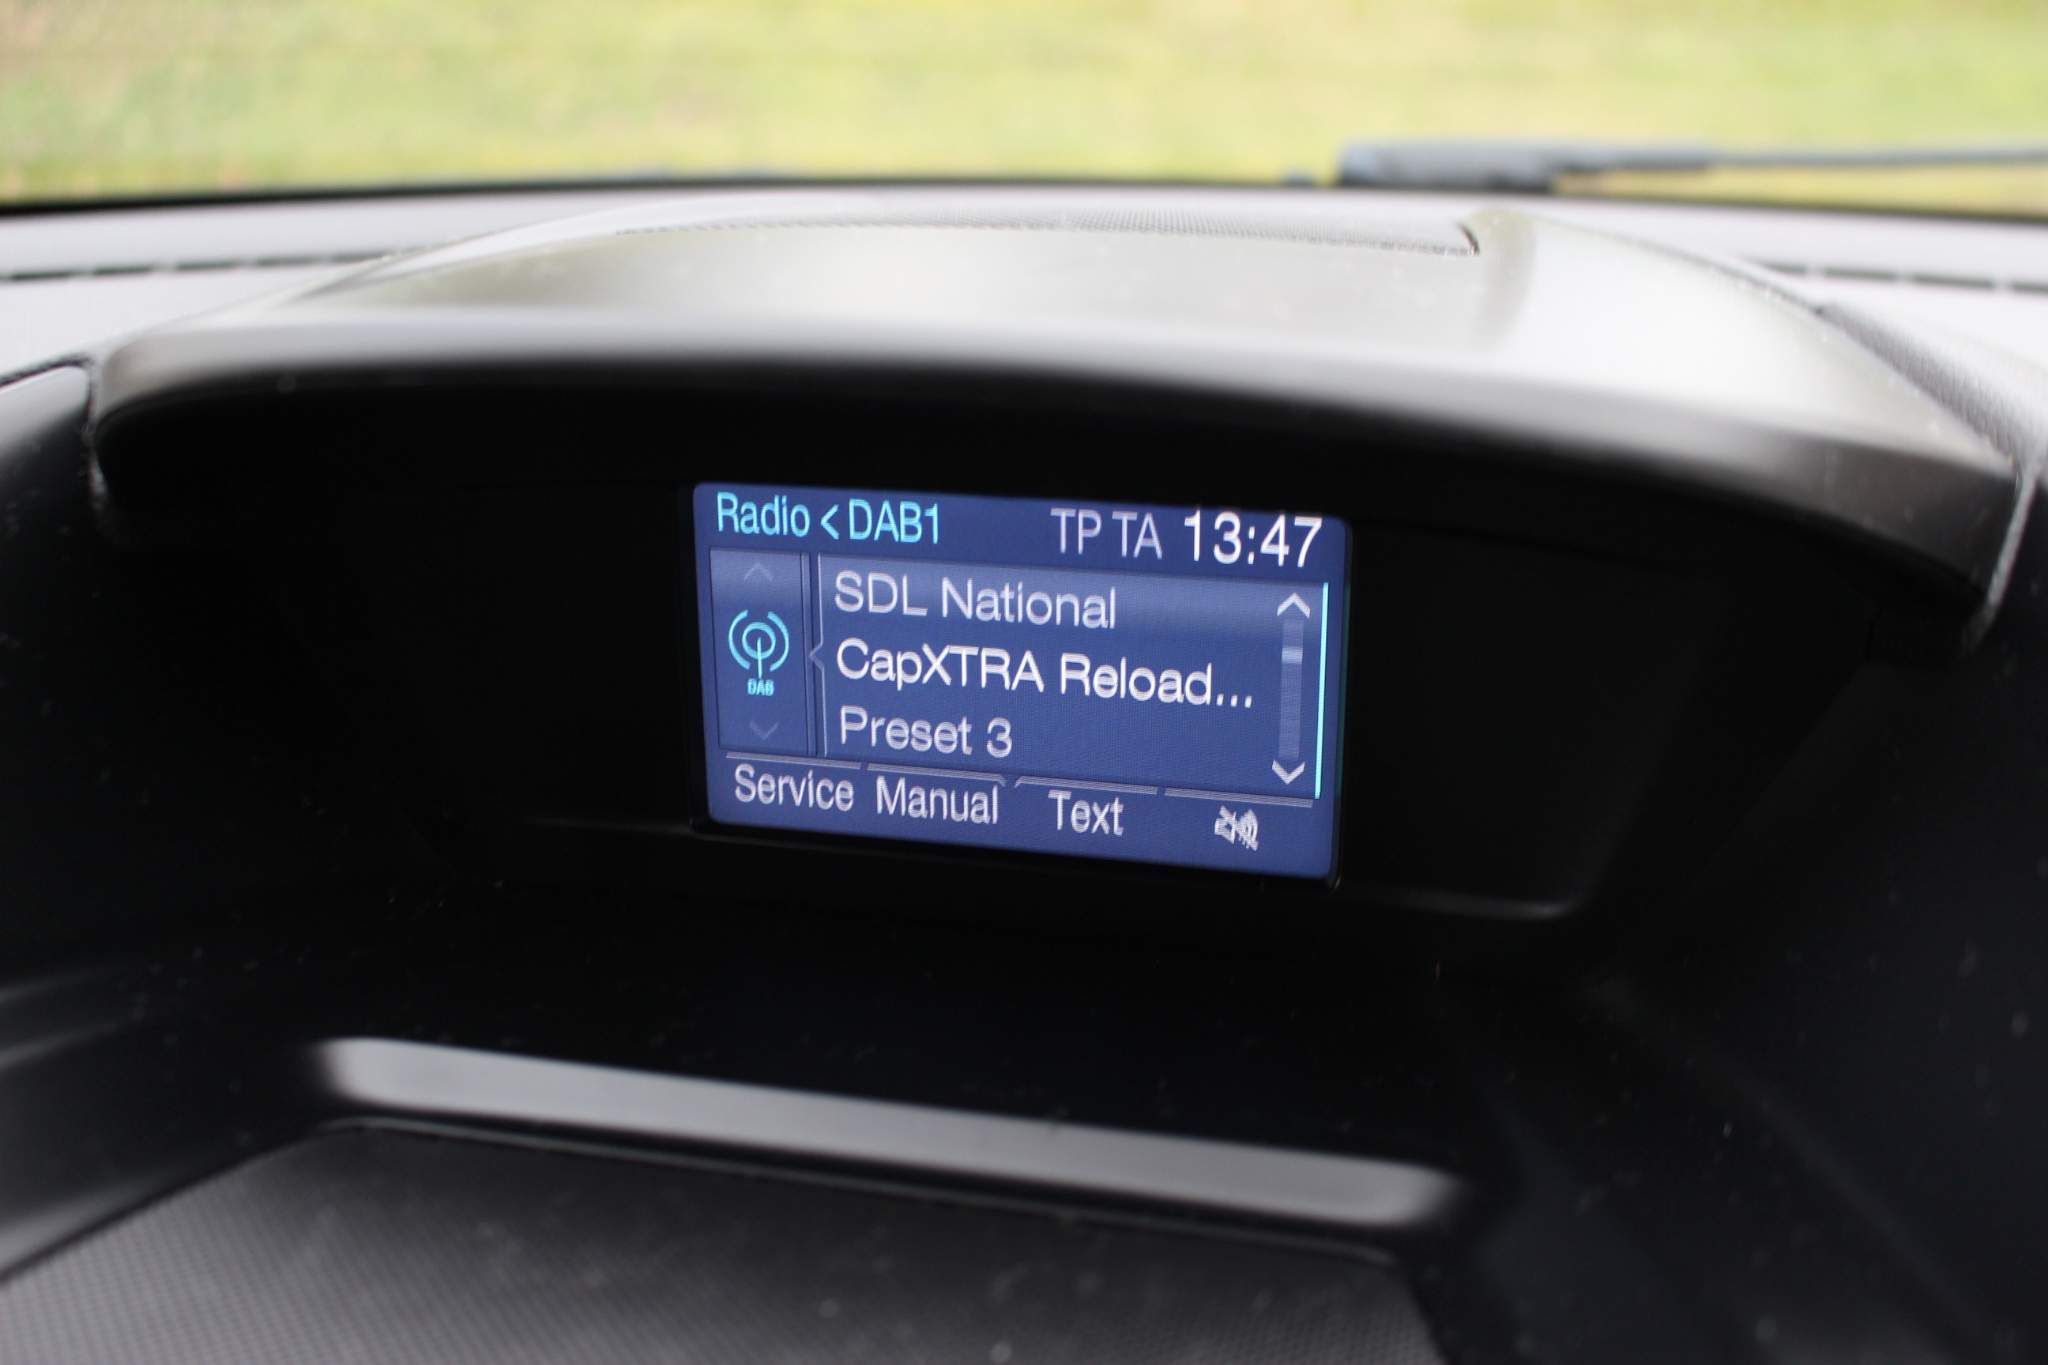 Radio < DAB1 TP TA 13:47
SDL National
CapXTRA Reload...
DAB
Preset 3
Service Manual Text